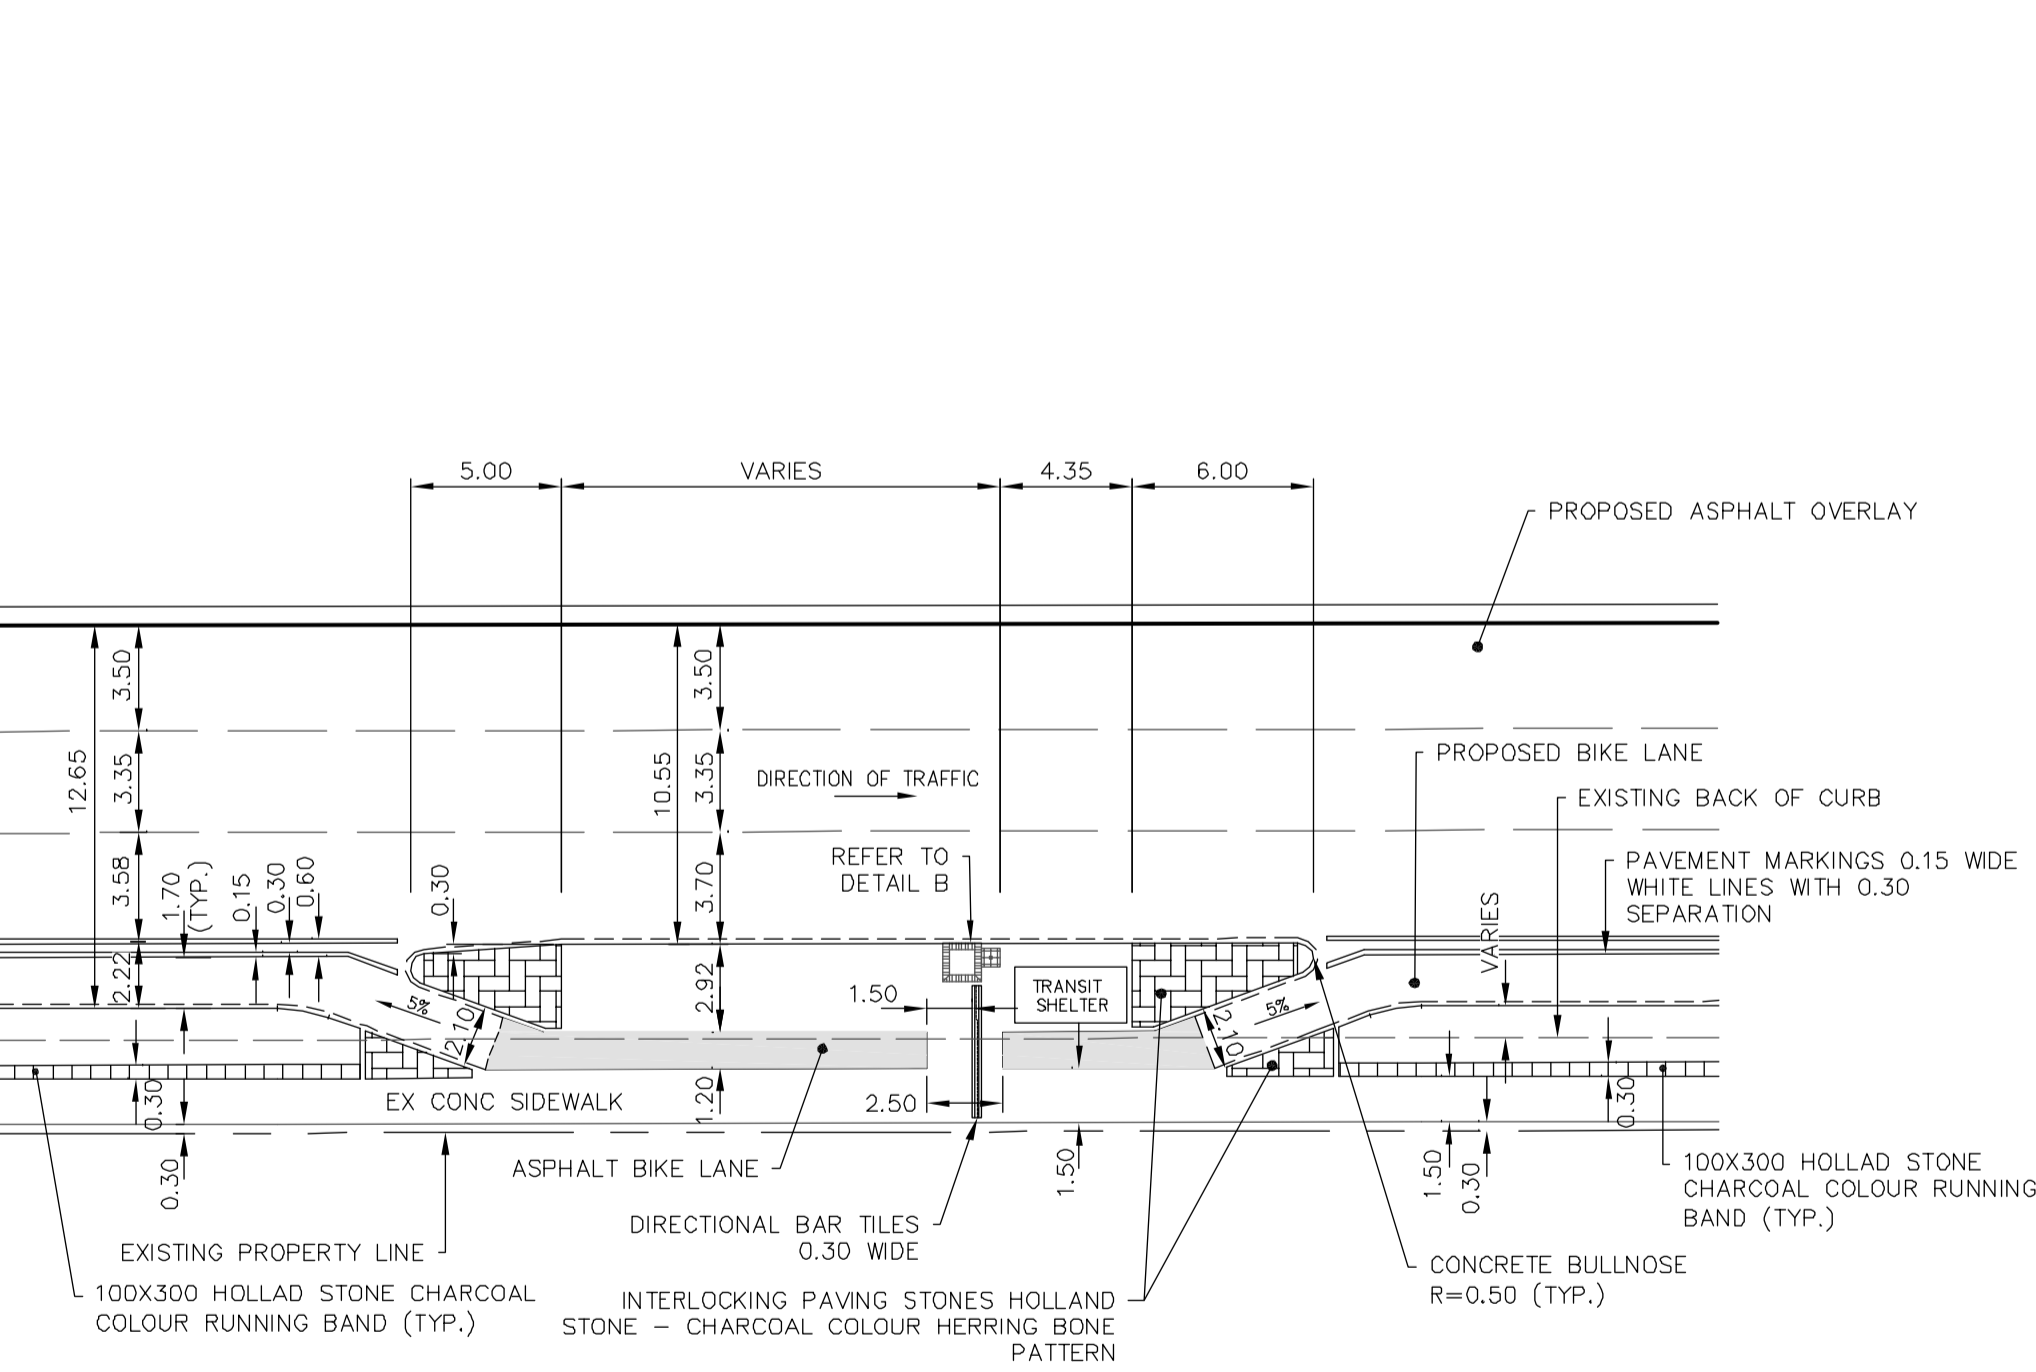 5.00
VARIES
4.35
6.00
PROPOSED ASPHALT OVERLAY
3.50
3.50
12.65
3.35
10.55
3.35
DIRECTION OF TRAFFIC
PROPOSED BIKE LANE
EXISTING BACK OF CURB
3.58
1.70
(TYP.)
0.15
0.30
0.60
0.30
3.70
REFER TO
DETAIL B
VARIES
PAVEMENT MARKINGS 0.15 WIDE
WHITE LINES WITH 0.30
SEPARATION
2.22
5%
2.10
2.92
1.50
TRANSIT
SHELTER
5%
2.10
0.30
EX CONC SIDEWALK
1.20
2.50
0.30
0.30
ASPHALT BIKE LANE
1.50
1.50
0.30
100X300 HOLLAD STONE
CHARCOAL COLOUR RUNNING
BAND (TYP.)
DIRECTIONAL BAR TILES
0.30 WIDE
EXISTING PROPERTY LINE
100X300 HOLLAD STONE CHARCOAL
COLOUR RUNNING BAND (TYP.)
INTERLOCKING PAVING STONES HOLLAND
STONE – CHARCOAL COLOUR HERRING BONE
PATTERN
CONCRETE BULLNOSE
R=0.50 (TYP.)